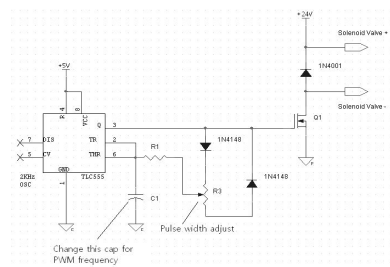 +24V
Solenoid Valve +
+5V
1N4001
Solenoid Valve -
R 4
8
VCC
Q 3
Q1
7 DIS
TR 2
5 CV
THR 6
R1
1N4148
GND
1N4148
2KHz
OSC
1
TLC555
R3
C1
Pulse width adjust
Change this cap for
PWM frequency